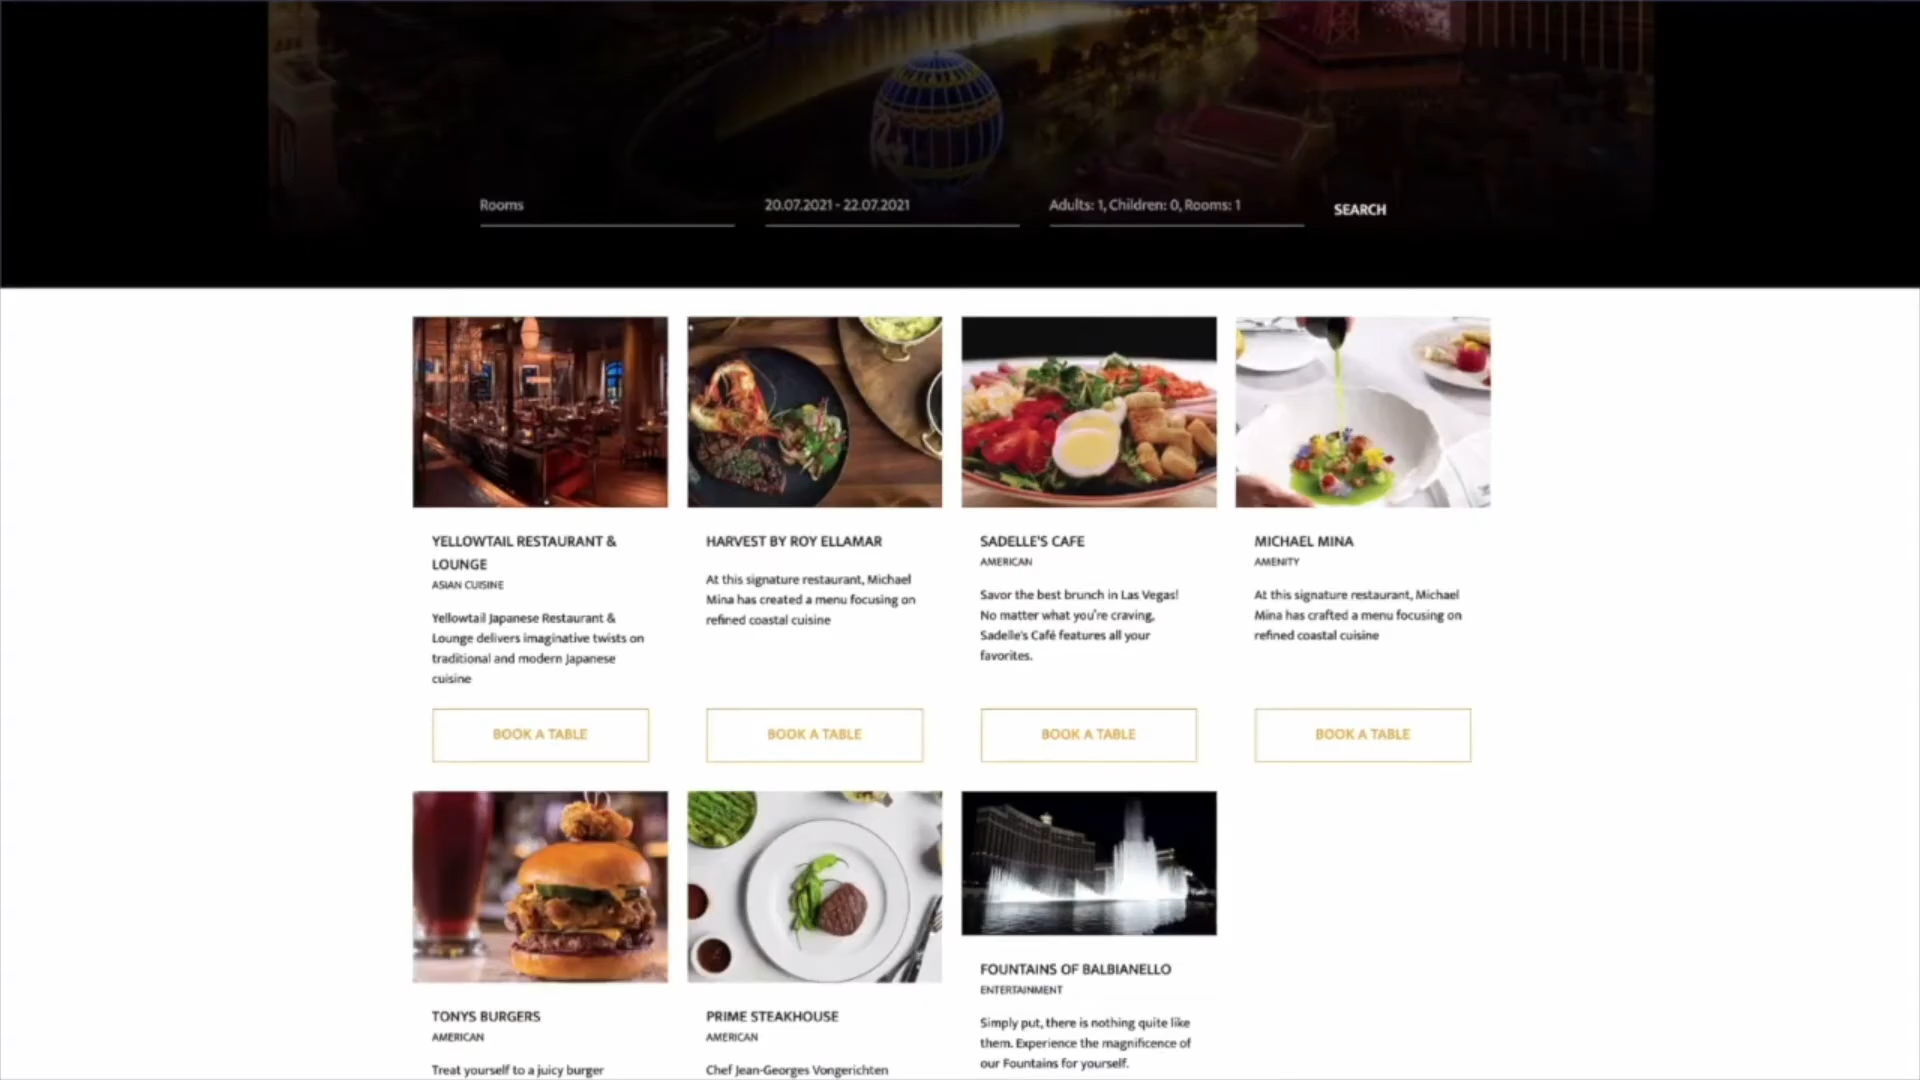 Rooms
20.07.2021 - 22.07.2021
Adults: 1, Children: 0, Rooms: 1
SEARCH
YELLOWTAIL RESTAURANT &
LOUNGE
ASIAN CUISINE
Yellowtail Japanese Restaurant &
Lounge delivers imaginative twists on
traditional and modern Japanese
cuisine
BOOK A TABLE
HARVEST BY ROY ELLAMAR
At this signature restaurant, Michael
Mina has created a menu focusing on
refined coastal cuisine
BOOK A TABLE
SADELLE'S CAFE
AMERICAN
Savor the best brunch in Las Vegas!
No matter what you're craving,
Sadelle's Café features all your
favorites.
BOOK A TABLE
MICHAEL MINA
AMENITY
At this signature restaurant, Michael
Mina has crafted a menu focusing on
refined coastal cuisine
BOOK A TABLE
TONYS BURGERS
AMERICAN
Treat yourself to a juicy burger
PRIME STEAKHOUSE
AMERICAN
Chef Jean-Georges Vongerichten
FOUNTAINS OF BALBIANELLO
ENTERTAINMENT
Simply put, there is nothing quite like
them. Experience the magnificence of
our Fountains for yourself.